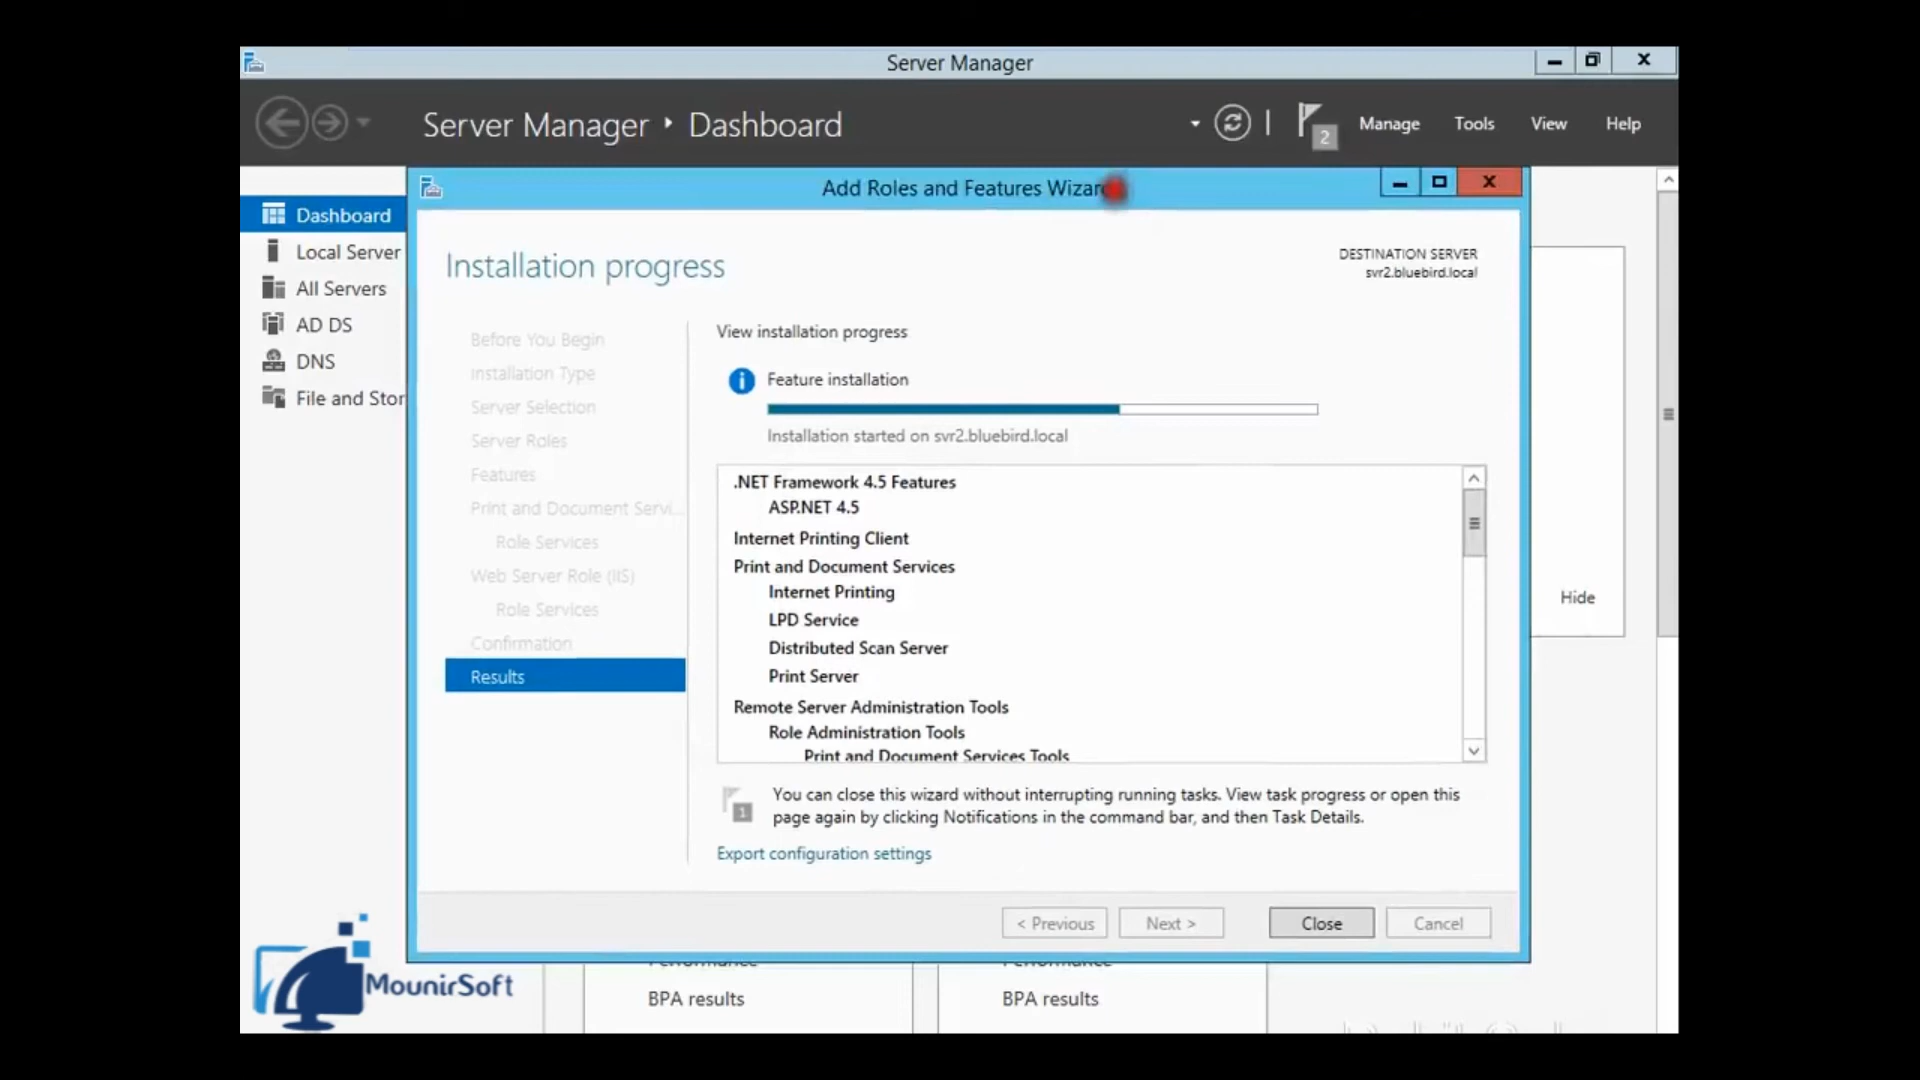 Server Manager
Server Manager
Dashboard
2
Manage
Tools
View
Help
Add Roles and Features Wizard
Dashboard
Local Server
All Servers
AD DS
DNS
File and Stor
Installation progress
DESTINATION SERVER
svr2.bluebird.local
Before You Begin
Installation Type
Server Selection
Server Roles
Features
Print and Document Servi...
Role Services
Web Server Role (IIS)
Role Services
Confirmation
Results
View installation progress
Feature installation
Installation started on svr2.bluebird.local
.NET Framework 4.5 Features
ASP.NET 4.5
Internet Printing Client
Print and Document Services
Internet Printing
LPD Service
Distributed Scan Server
Print Server
Remote Server Administration Tools
Role Administration Tools
Print and Document Services Tools
1
You can close this wizard without interrupting running tasks. View task progress or open this
page again by clicking Notifications in the command bar, and then Task Details.
Export configuration settings
Hide
< Previous
Next >
Close
Cancel
MounirSoft
Performance
Performance
BPA results
BPA results